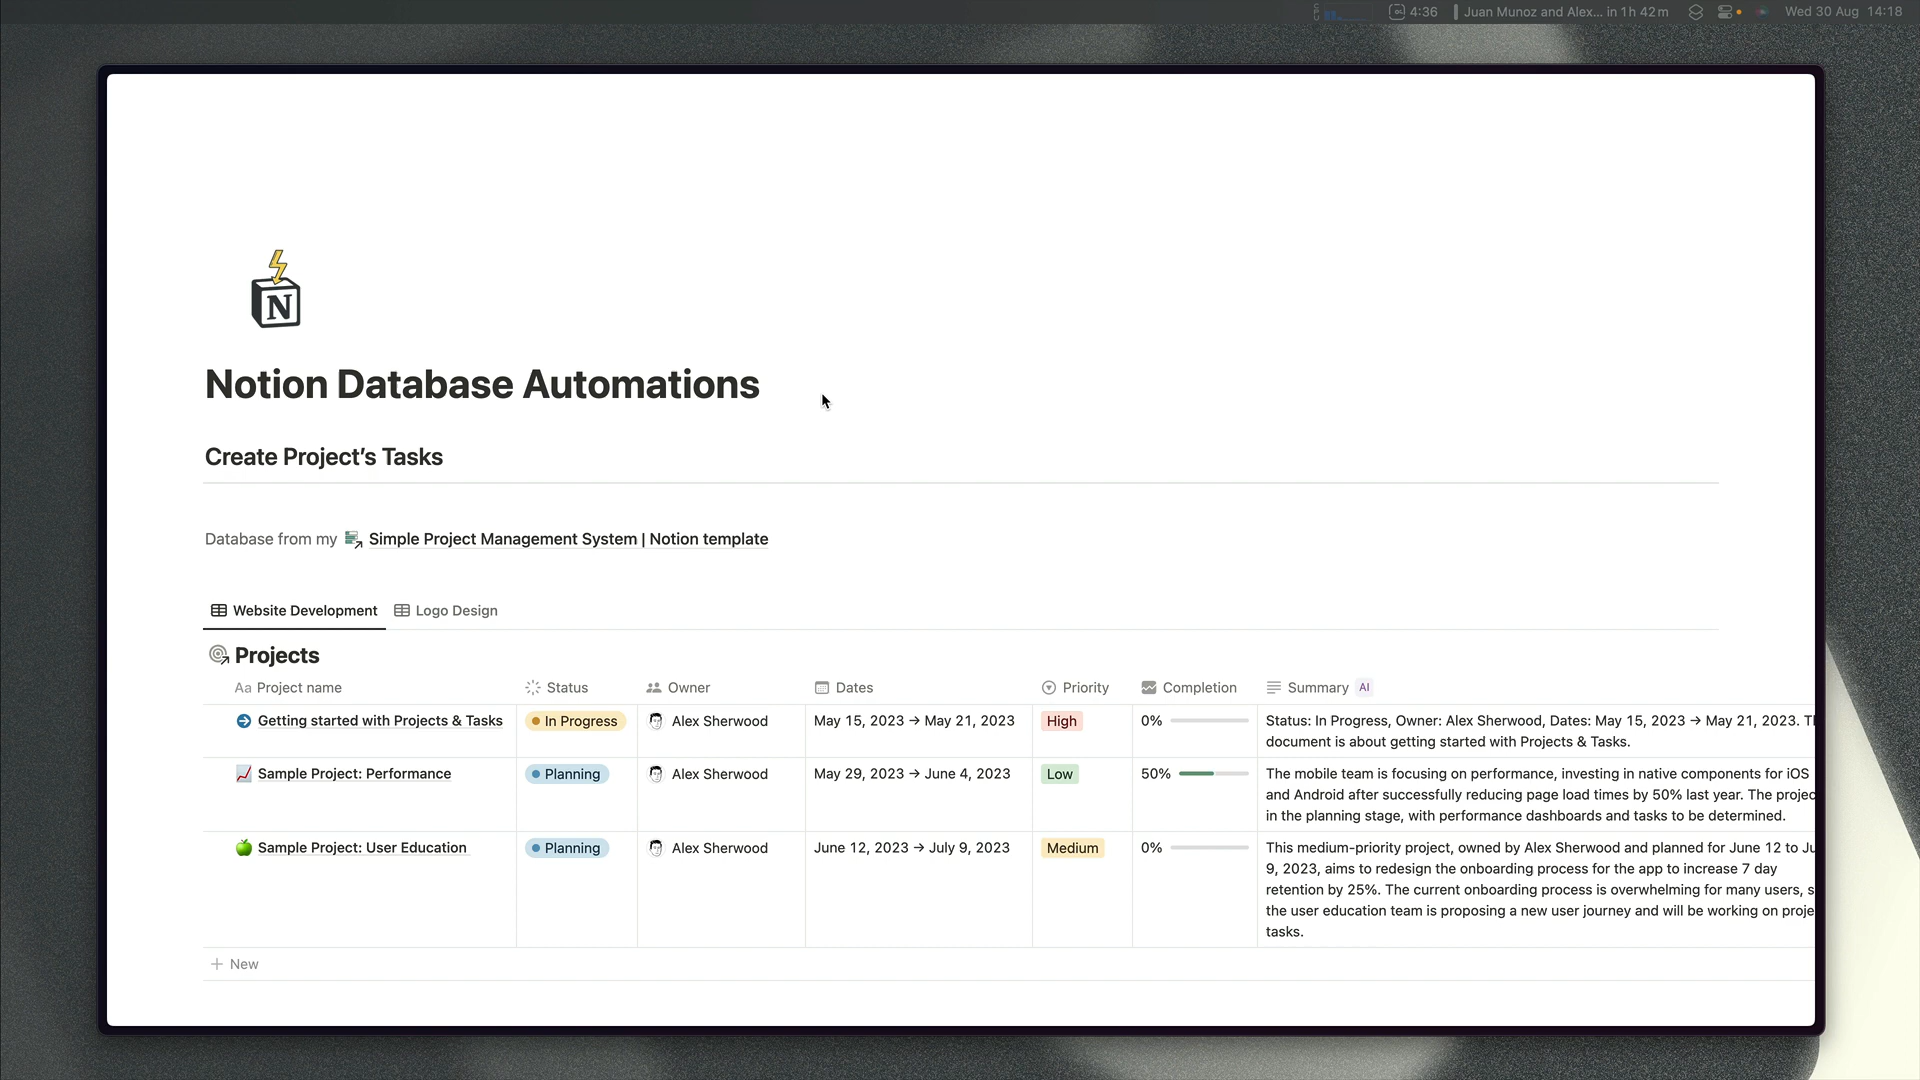 4:36 Juan Munoz and Alex... in 1h 42m Wed 30 Aug 14:18
N
Notion Database Automations
Create Project's Tasks
Database from my Simple Project Management System | Notion template
Website Development Logo Design
Projects
Aa Project name Status Owner Dates Priority Completion Summary AI
Getting started with Projects & Tasks In Progress Alex Sherwood May 15, 2023 → May 21, 2023 High 0% Status: In Progress, Owner: Alex Sherwood, Dates: May 15, 2023 → May 21, 2023.
document is about getting started with Projects & Tasks.
Sample Project: Performance Planning Alex Sherwood May 29, 2023 → June 4, 2023 Low 50% The mobile team is focusing on performance, investing in native components for iOS
and Android after successfully reducing page load times by 50% last year. The projec
in the planning stage, with performance dashboards and tasks to be determined.
Sample Project: User Education Planning Alex Sherwood June 12, 2023 → July 9, 2023 Medium 0% This medium-priority project, owned by Alex Sherwood and planned for June 12 to Ju
9, 2023, aims to redesign the onboarding process for the app to increase 7 day
retention by 25%. The current onboarding process is overwhelming for many users, s
the user education team is proposing a new user journey and will be working on proje
tasks.
+ New